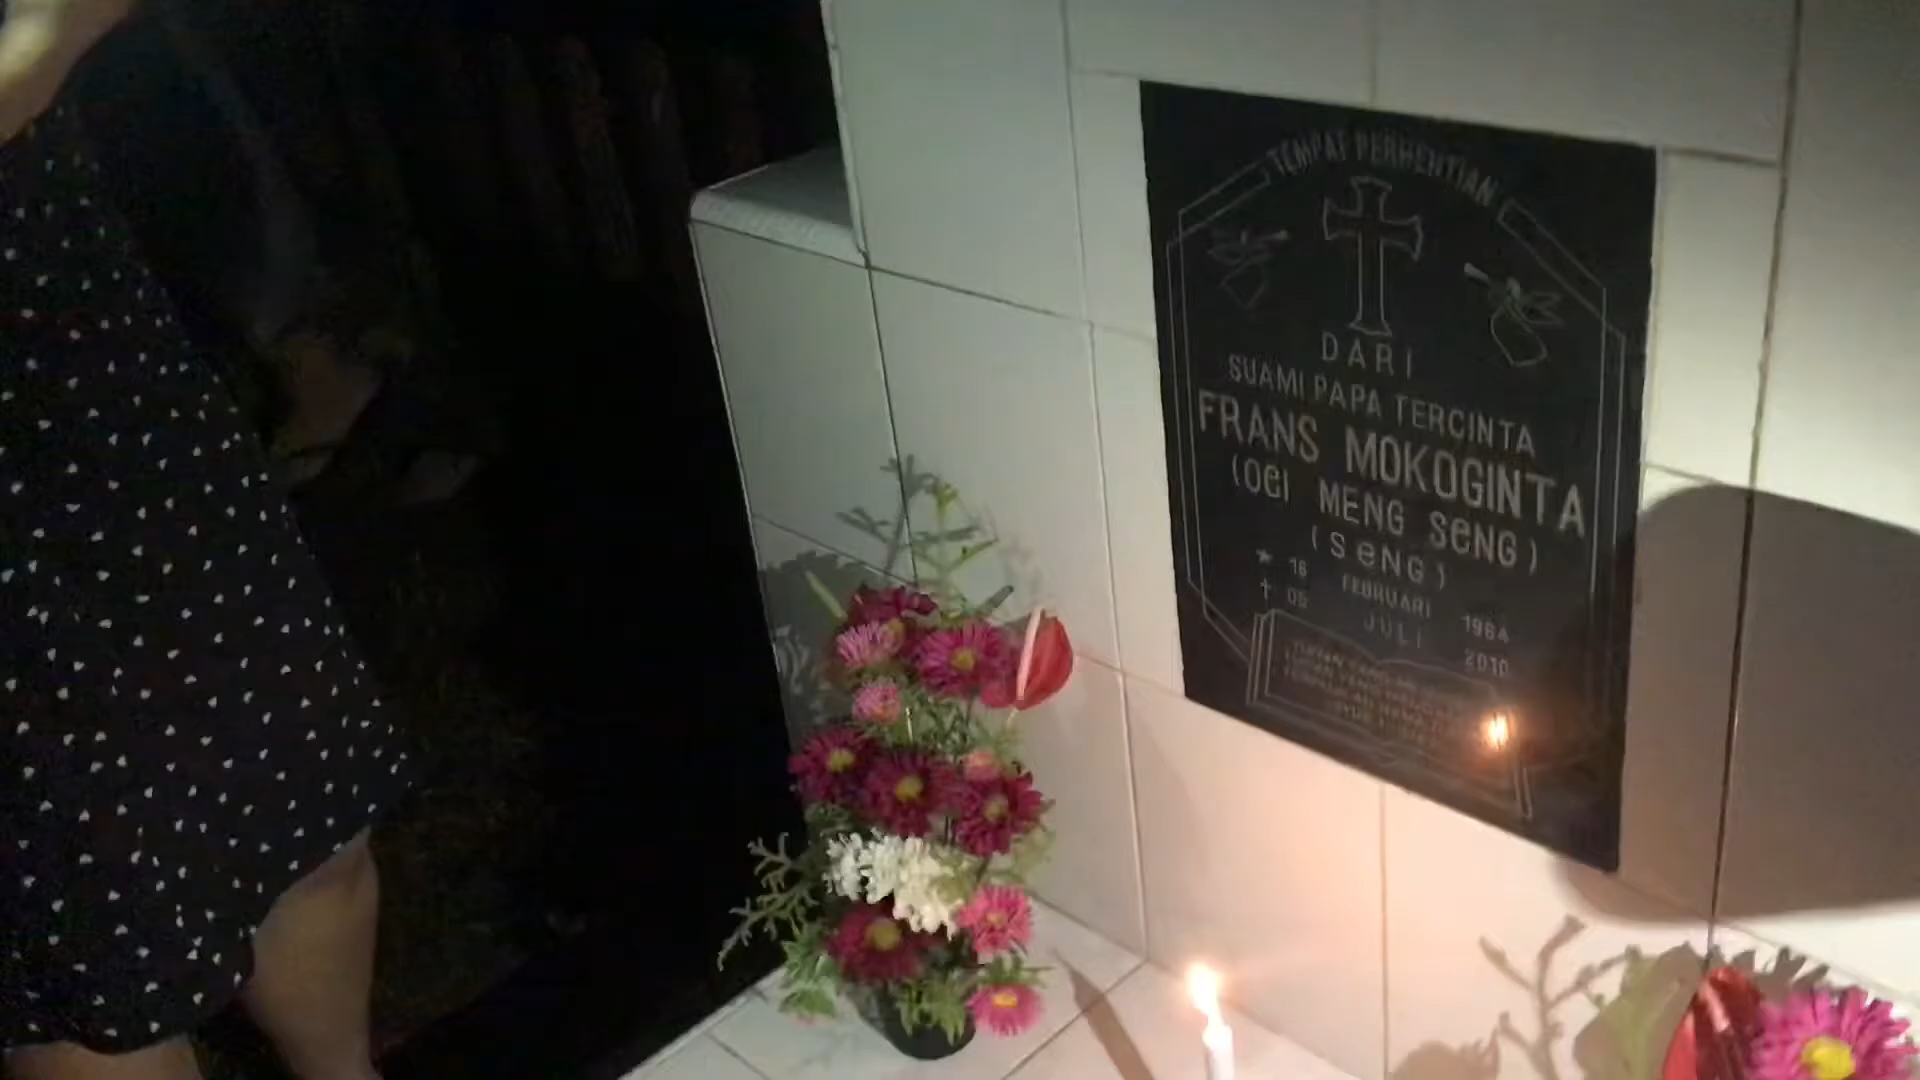 TEMPAT PERHENTIAN
DARI
SUAMI PAPA TERCINTA
FRANS MOKOGINTA
(OEI MENG SENG)
(SENG)
* 16 FEBRUARI 1964
† 05 JULI 2010